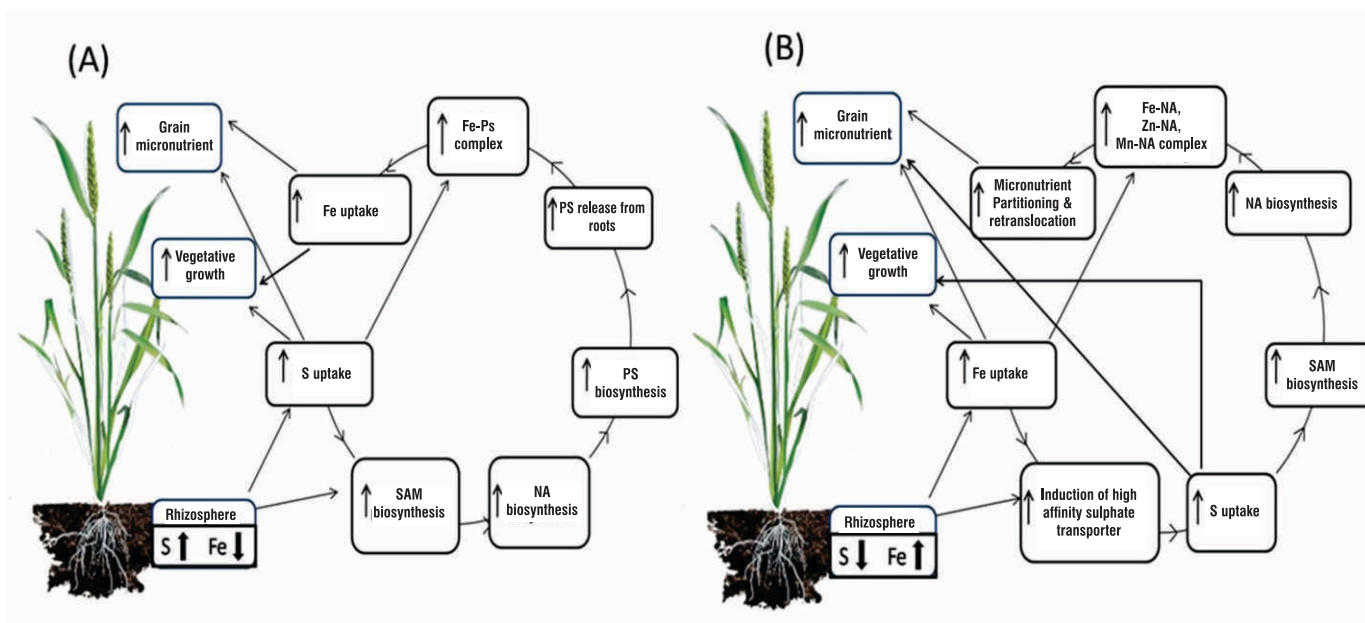 (A)
Grain
micronutrient
Fe-Ps
complex
Fe uptake
PS release from
roots
Vegetative
growth
S uptake
PS
biosynthesis
SAM
biosynthesis
NA
biosynthesis
Rhizosphere
S Fe
(B)
Grain
micronutrient
Fe-NA,
Zn-NA,
Mn-NA complex
Micronutrient
Partitioning &
retranslocation
NA biosynthesis
Vegetative
growth
Fe uptake
SAM
biosynthesis
Induction of high
affinity sulphate
transporter
S uptake
Rhizosphere
S Fe